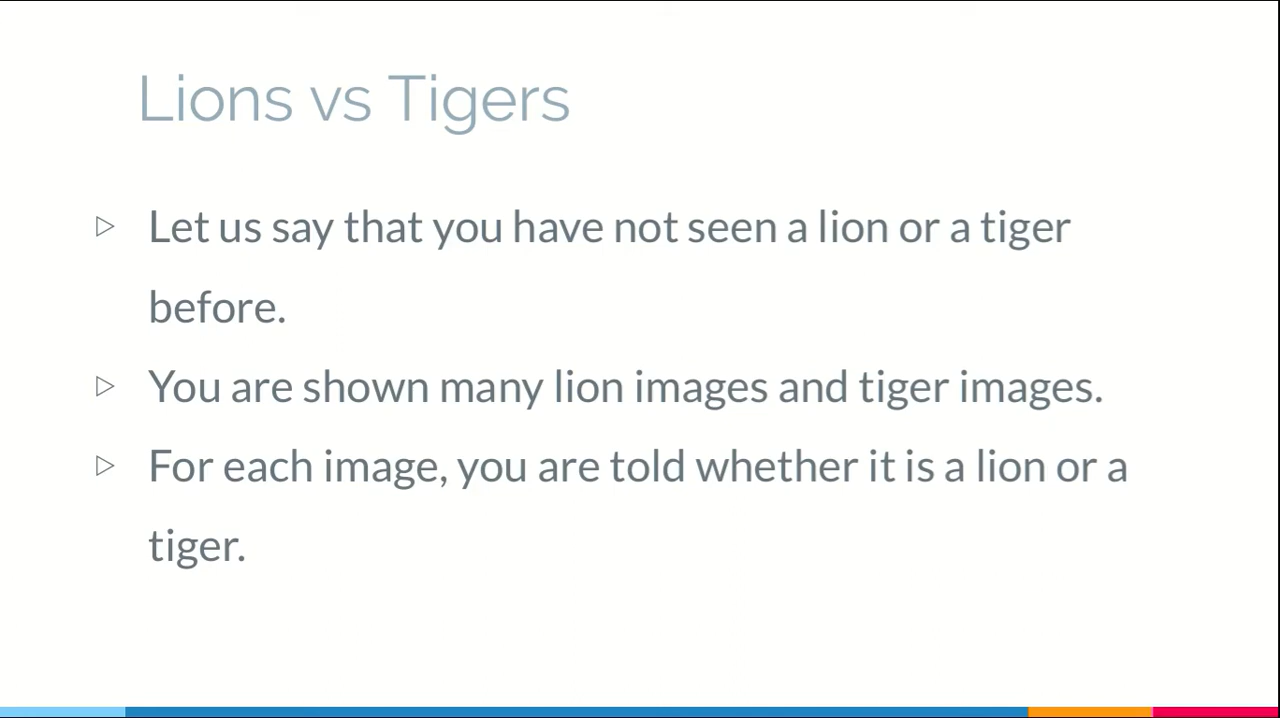 Lions vs Tigers
▷ Let us say that you have not seen a lion or a tiger
before.
▷ You are shown many lion images and tiger images.
▷ For each image, you are told whether it is a lion or a
tiger.